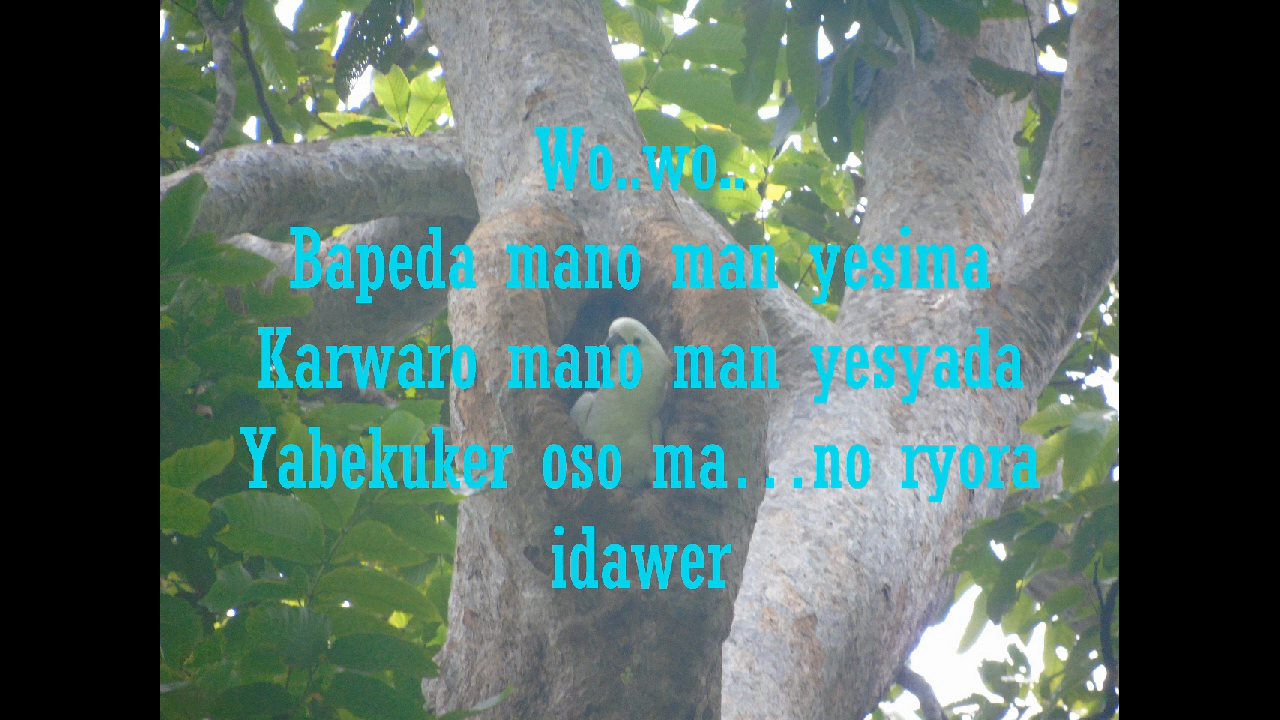 Wo..wo..
Bapeda mano man yesima
Karwaro mano man yesyada
Yabekuker oso ma...no ryora
idawer